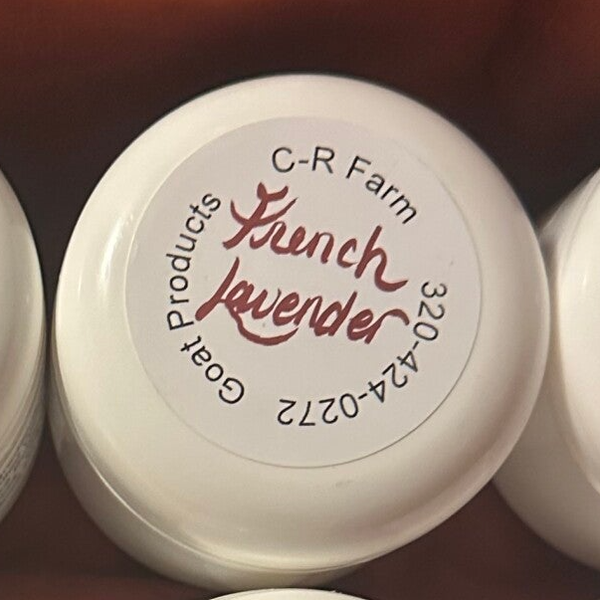 C-R Farm
320-424-0272
Goat Products
French
Lavender